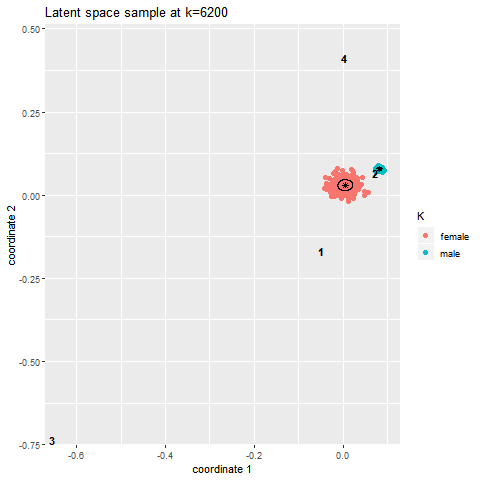 Latent space sample at k=6200
0.50
4
0.25
2
0.00
1
-0.25
-0.50
-0.75
3
-0.6
-0.4
-0.2
0.0
coordinate 1
coordinate 2
K
female
male